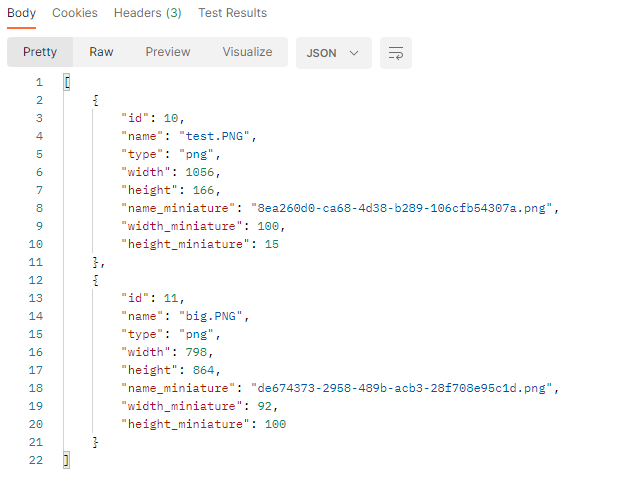 Body Cookies Headers (3) Test Results
Pretty Raw Preview Visualize JSON
1 [
2 {
3 "id": 10,
4 "name": "test.PNG",
5 "type": "png",
6 "width": 1056,
7 "height": 166,
8 "name_miniature": "8ea260d0-ca68-4d38-b289-106cfb54307a.png",
9 "width_miniature": 100,
10 "height_miniature": 15
11 },
12 {
13 "id": 11,
14 "name": "big.PNG",
15 "type": "png",
16 "width": 798,
17 "height": 864,
18 "name_miniature": "de674373-2958-489b-acb3-28f708e95c1d.png",
19 "width_miniature": 92,
20 "height_miniature": 100
21 }
22 ]